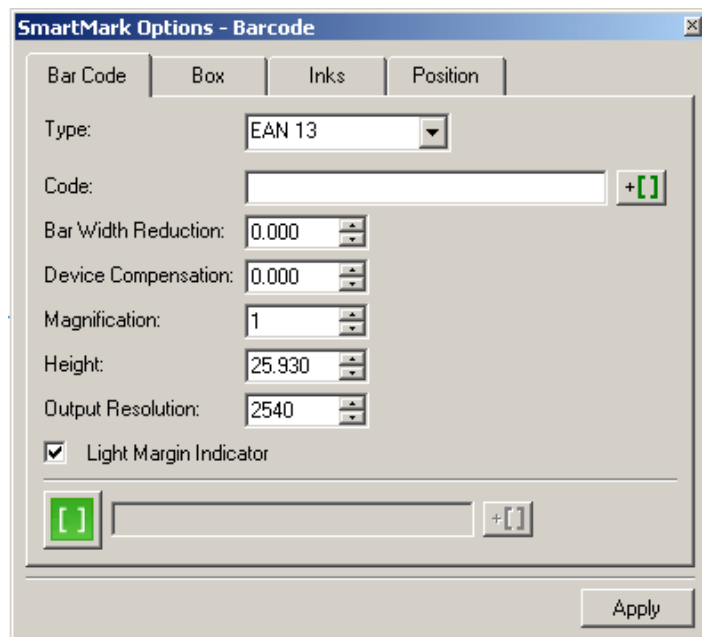 SmartMark Options - Barcode
Bar Code Box Inks Position
Type: EAN 13
Code: +[]
Bar Width Reduction: 0.000
Device Compensation: 0.000
Magnification: 1
Height: 25.930
Output Resolution: 2540
Light Margin Indicator
[] +[]
Apply